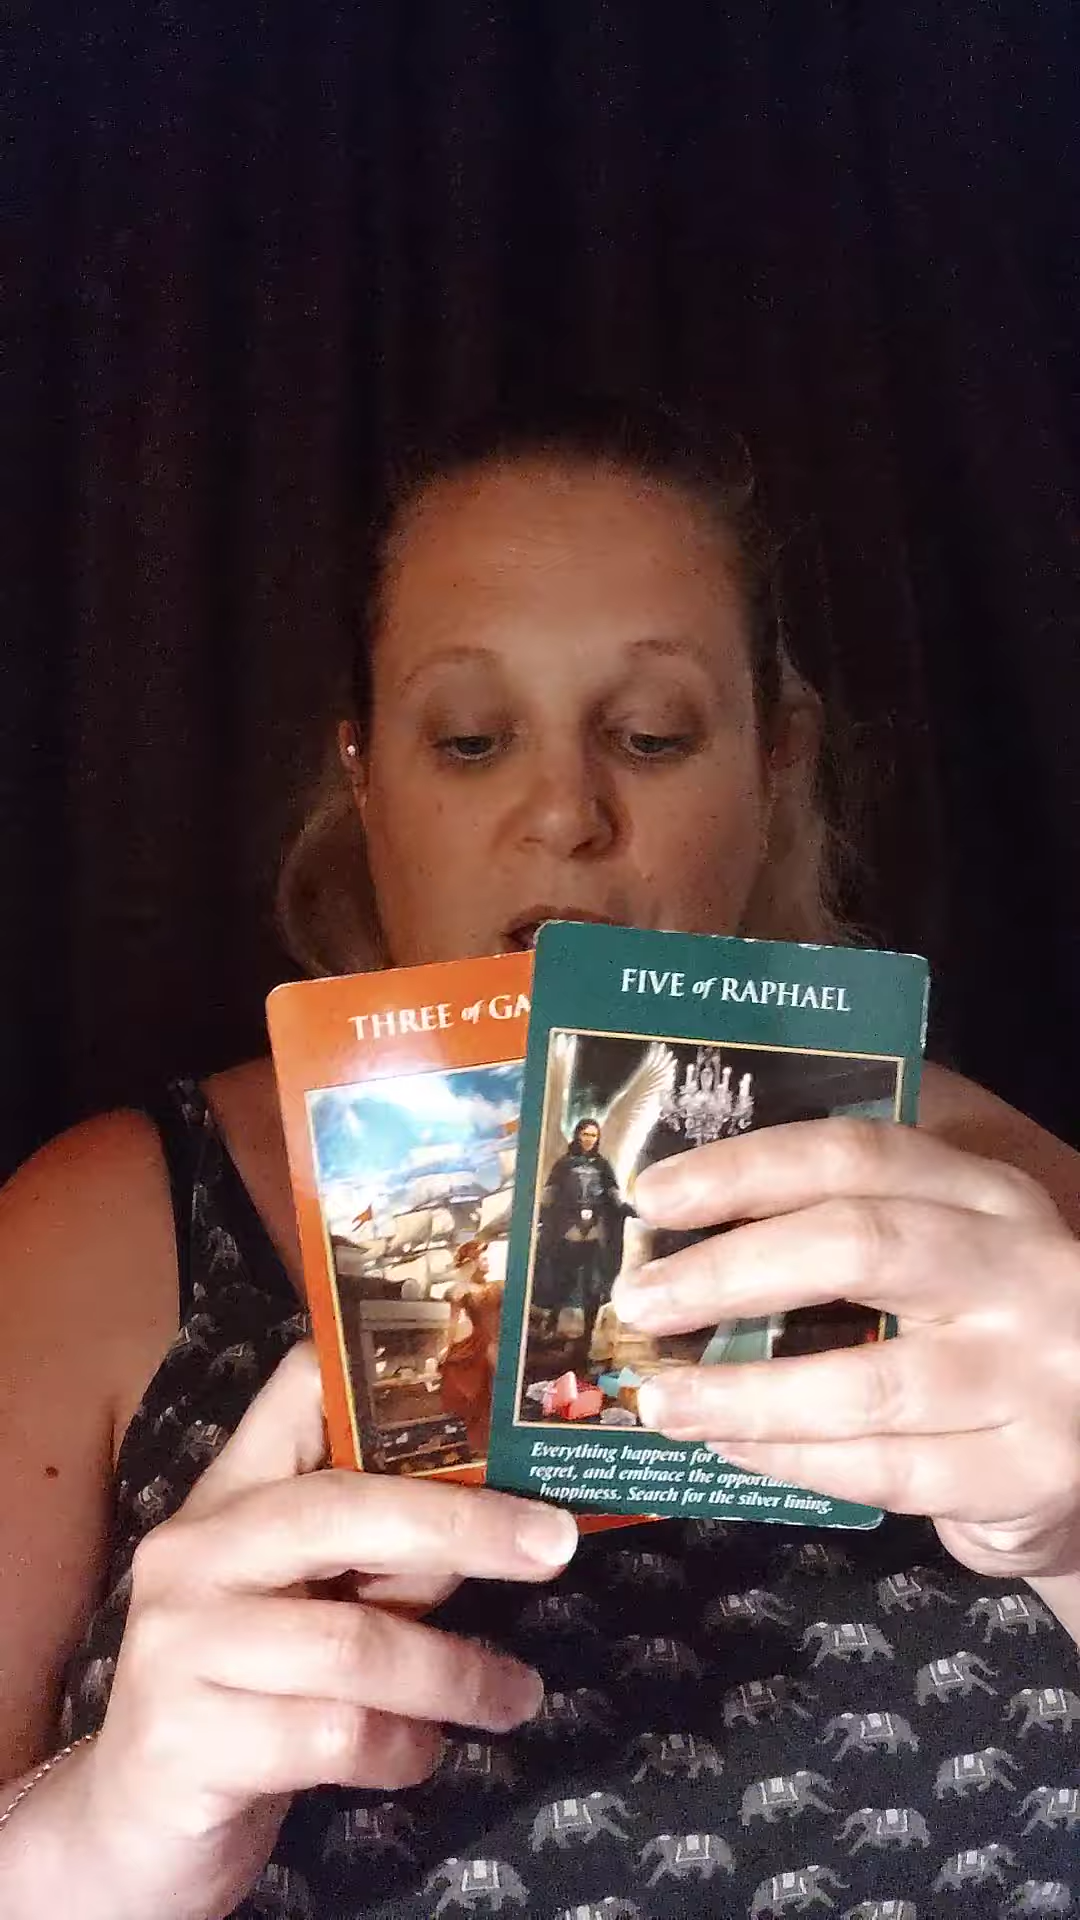 THREE of GA
FIVE of RAPHAEL
Everything happens for
regret, and embrace the
happiness. Search for the silver lining.